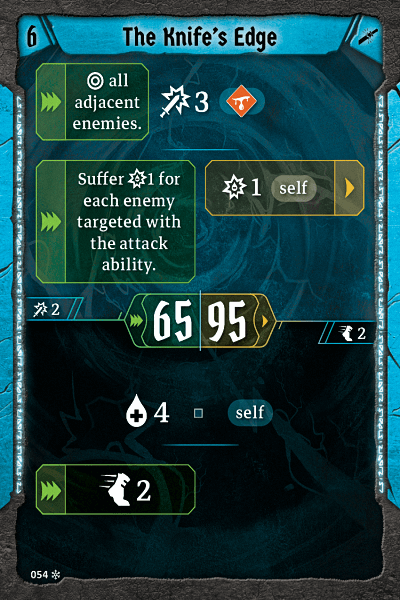 6 The Knife's Edge
all
adjacent
enemies.
3
Suffer 1 for
each enemy
targeted with
the attack
ability.
1 self
2
65 95
2
4 self
2
054